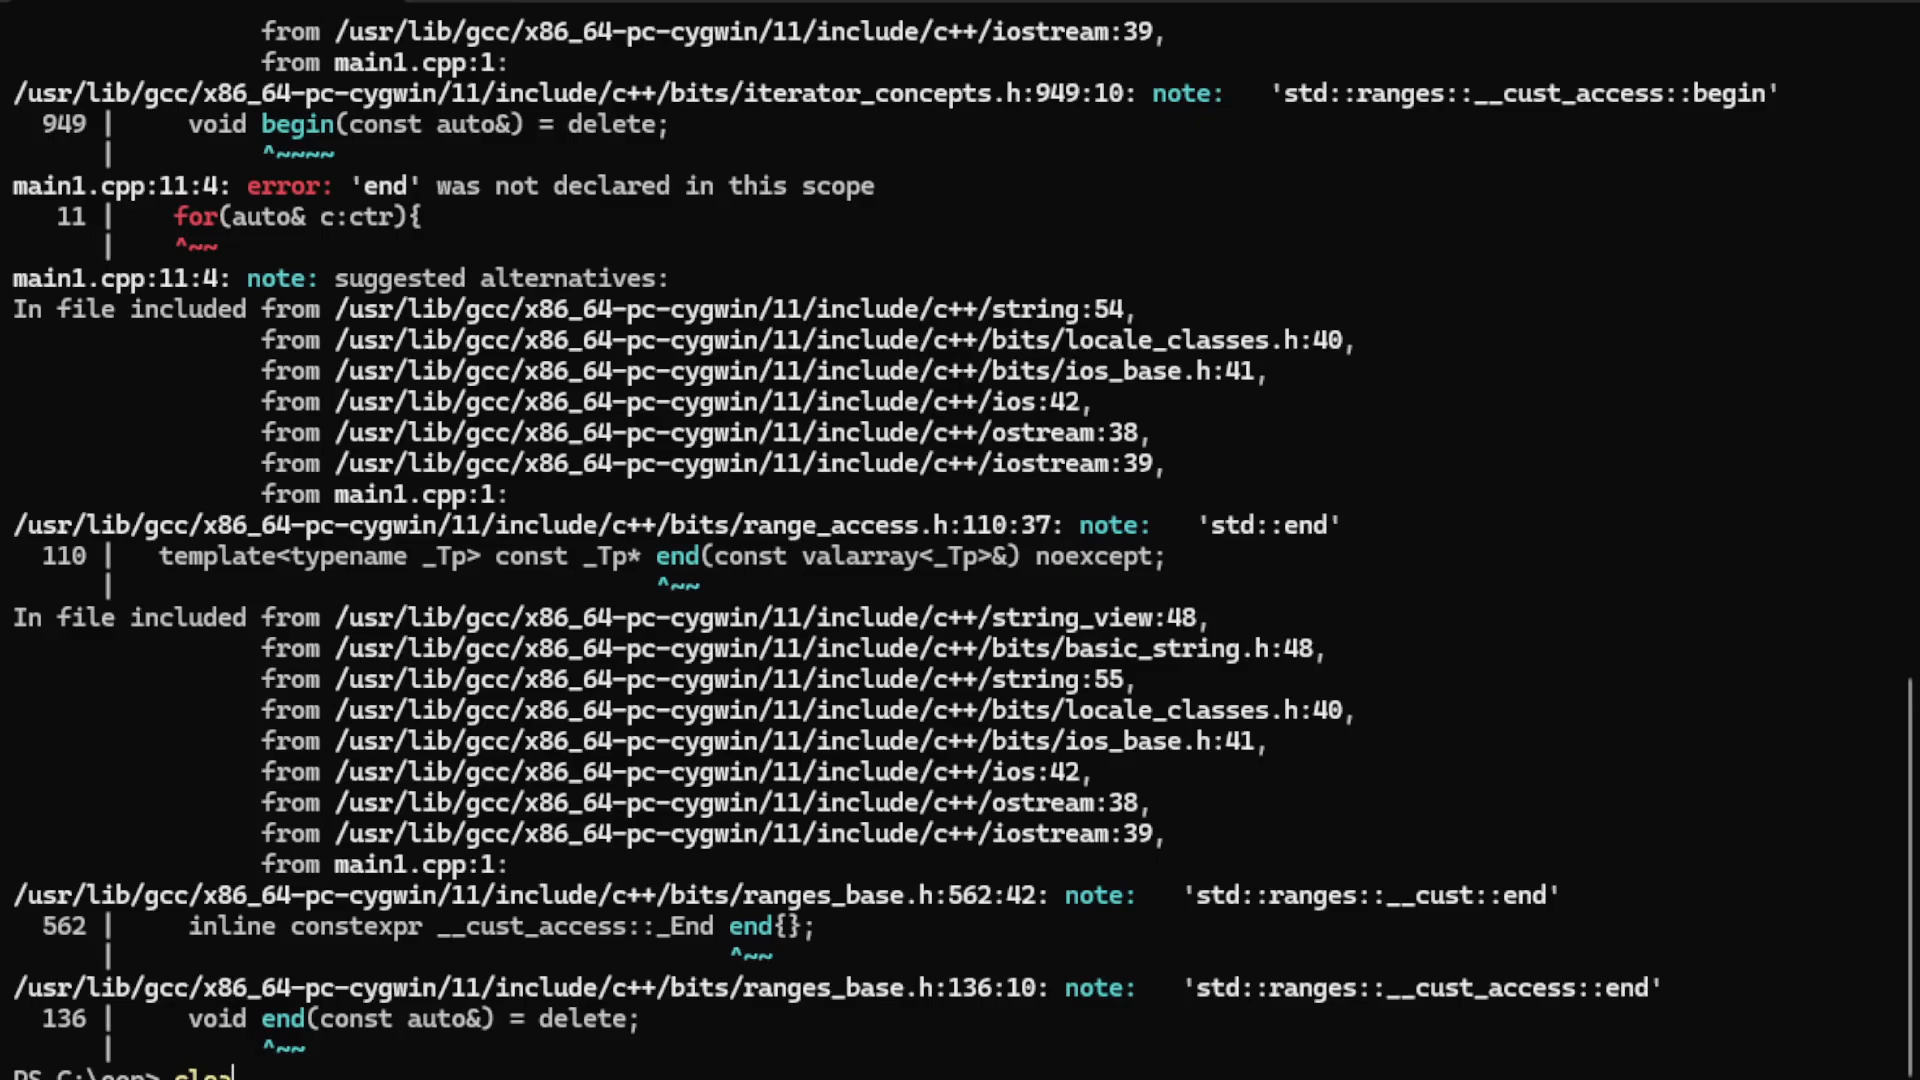 from /usr/lib/gcc/x86_64-pc-cygwin/11/include/c++/iostream:39,
from main1.cpp:1:
/usr/lib/gcc/x86_64-pc-cygwin/11/include/c++/bits/iterator_concepts.h:949:10: note:   'std::ranges::__cust_access::begin'
949 |     void begin(const auto&) = delete;
|          ^~~~~
main1.cpp:11:4: error: 'end' was not declared in this scope
11 |    for(auto& c:ctr){
|    ^~~
main1.cpp:11:4: note: suggested alternatives:
In file included from /usr/lib/gcc/x86_64-pc-cygwin/11/include/c++/string:54,
from /usr/lib/gcc/x86_64-pc-cygwin/11/include/c++/bits/locale_classes.h:40,
from /usr/lib/gcc/x86_64-pc-cygwin/11/include/c++/bits/ios_base.h:41,
from /usr/lib/gcc/x86_64-pc-cygwin/11/include/c++/ios:42,
from /usr/lib/gcc/x86_64-pc-cygwin/11/include/c++/ostream:38,
from /usr/lib/gcc/x86_64-pc-cygwin/11/include/c++/iostream:39,
from main1.cpp:1:
/usr/lib/gcc/x86_64-pc-cygwin/11/include/c++/bits/range_access.h:110:37: note:   'std::end'
110 |   template<typename _Tp> const _Tp* end(const valarray<_Tp>&) noexcept;
|                                     ^~~
In file included from /usr/lib/gcc/x86_64-pc-cygwin/11/include/c++/string_view:48,
from /usr/lib/gcc/x86_64-pc-cygwin/11/include/c++/bits/basic_string.h:48,
from /usr/lib/gcc/x86_64-pc-cygwin/11/include/c++/string:55,
from /usr/lib/gcc/x86_64-pc-cygwin/11/include/c++/bits/locale_classes.h:40,
from /usr/lib/gcc/x86_64-pc-cygwin/11/include/c++/bits/ios_base.h:41,
from /usr/lib/gcc/x86_64-pc-cygwin/11/include/c++/ios:42,
from /usr/lib/gcc/x86_64-pc-cygwin/11/include/c++/ostream:38,
from /usr/lib/gcc/x86_64-pc-cygwin/11/include/c++/iostream:39,
from main1.cpp:1:
/usr/lib/gcc/x86_64-pc-cygwin/11/include/c++/bits/ranges_base.h:562:42: note:   'std::ranges::__cust::end'
562 |     inline constexpr __cust_access::_End end{};
|                                          ^~~
/usr/lib/gcc/x86_64-pc-cygwin/11/include/c++/bits/ranges_base.h:136:10: note:   'std::ranges::__cust_access::end'
136 |     void end(const auto&) = delete;
|          ^~~
PS C:\oop> clea